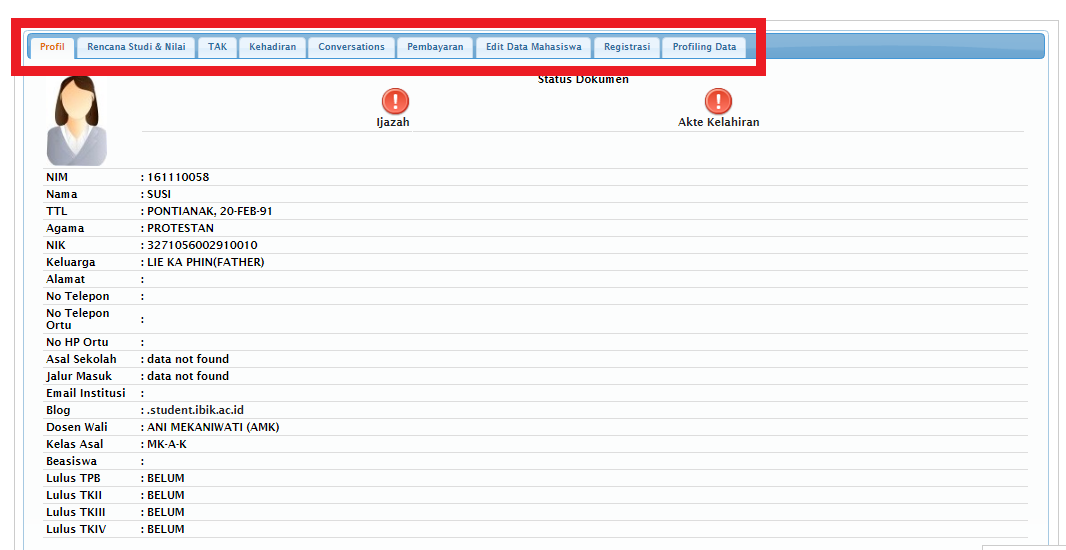 Profil Rencana Studi & Nilai TAK Kehadiran Conversations Pembayaran Edit Data Mahasiswa Registrasi Profiling Data
Status Dokumen
! !
Ijazah Akte Kelahiran
NIM : 161110058
Nama : SUSI
TTL : PONTIANAK, 20-FEB-91
Agama : PROTESTAN
NIK : 3271056002910010
Keluarga : LIE KA PHIN(FATHER)
Alamat :
No Telepon :
No Telepon
Ortu :
No HP Ortu :
Asal Sekolah : data not found
Jalur Masuk : data not found
Email Institusi :
Blog : .student.ibik.ac.id
Dosen Wali : ANI MEKANIWATI (AMK)
Kelas Asal : MK-A-K
Beasiswa :
Lulus TPB : BELUM
Lulus TKII : BELUM
Lulus TKIII : BELUM
Lulus TKIV : BELUM